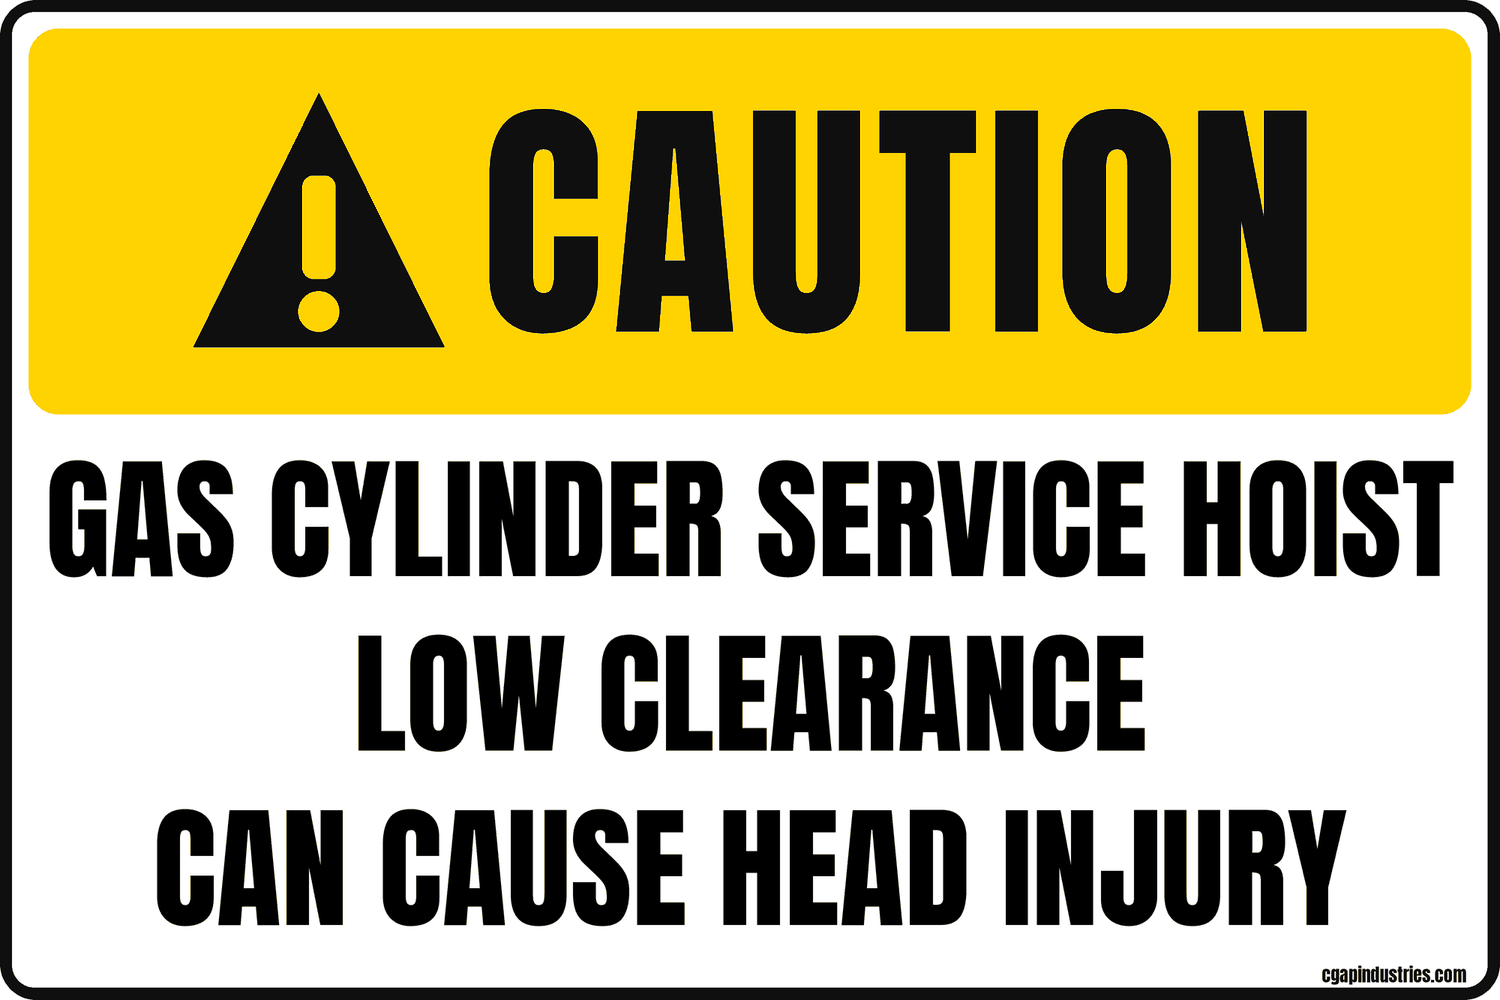 CAUTION
GAS CYLINDER SERVICE HOIST
LOW CLEARANCE
CAN CAUSE HEAD INJURY
cgapindustries.com